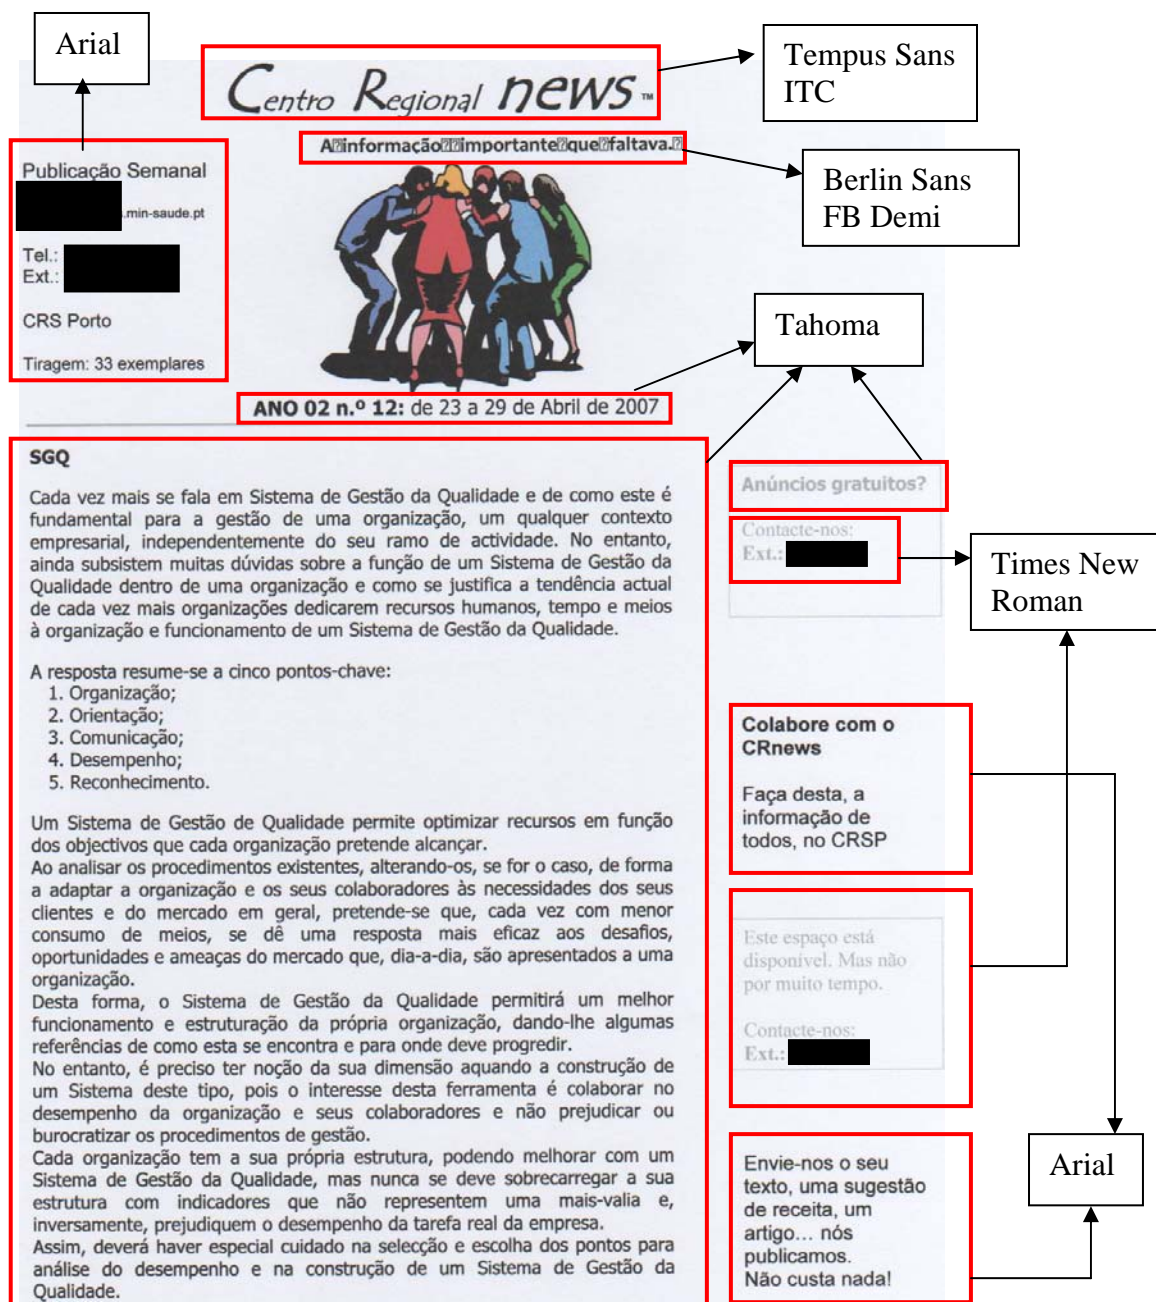 Arial
Centro Regional news ™
Tempus Sans
ITC
A informação importante que faltava.
Berlin Sans
FB Demi
Publicação Semanal
.min-saude.pt
Tel.:
Ext.:
CRS Porto
Tiragem: 33 exemplares
Tahoma
ANO 02 n.º 12: de 23 a 29 de Abril de 2007
SGQ
Cada vez mais se fala em Sistema de Gestão da Qualidade e de como este é
fundamental para a gestão de uma organização, um qualquer contexto
empresarial, independentemente do seu ramo de actividade. No entanto,
ainda subsistem muitas dúvidas sobre a função de um Sistema de Gestão da
Qualidade dentro de uma organização e como se justifica a tendência actual
de cada vez mais organizações dedicarem recursos humanos, tempo e meios
à organização e funcionamento de um Sistema de Gestão da Qualidade.
A resposta resume-se a cinco pontos-chave:
1. Organização;
2. Orientação;
3. Comunicação;
4. Desempenho;
5. Reconhecimento.
Um Sistema de Gestão de Qualidade permite optimizar recursos em função
dos objectivos que cada organização pretende alcançar.
Ao analisar os procedimentos existentes, alterando-os, se for o caso, de forma
a adaptar a organização e os seus colaboradores às necessidades dos seus
clientes e do mercado em geral, pretende-se que, cada vez com menor
consumo de meios, se dê uma resposta mais eficaz aos desafios,
oportunidades e ameaças do mercado que, dia-a-dia, são apresentados a uma
organização.
Desta forma, o Sistema de Gestão da Qualidade permitirá um melhor
funcionamento e estruturação da própria organização, dando-lhe algumas
referências de como esta se encontra e para onde deve progredir.
No entanto, é preciso ter noção da sua dimensão aquando a construção de
um Sistema deste tipo, pois o interesse desta ferramenta é colaborar no
desempenho da organização e seus colaboradores e não prejudicar ou
burocratizar os procedimentos de gestão.
Cada organização tem a sua própria estrutura, podendo melhorar com um
Sistema de Gestão da Qualidade, mas nunca se deve sobrecarregar a sua
estrutura com indicadores que não representem uma mais-valia e,
inversamente, prejudiquem o desempenho da tarefa real da empresa.
Assim, deverá haver especial cuidado na selecção e escolha dos pontos para
análise do desempenho e na construção de um Sistema de Gestão da
Qualidade.
Anúncios gratuitos?
Contacte-nos:
Ext.:
Times New
Roman
Colabore com o
CRnews
Faça desta, a
informação de
todos, no CRSP
Este espaço está
disponível. Mas não
por muito tempo.
Contacte-nos:
Ext.:
Arial
Envie-nos o seu
texto, uma sugestão
de receita, um
artigo... nós
publicamos.
Não custa nada!